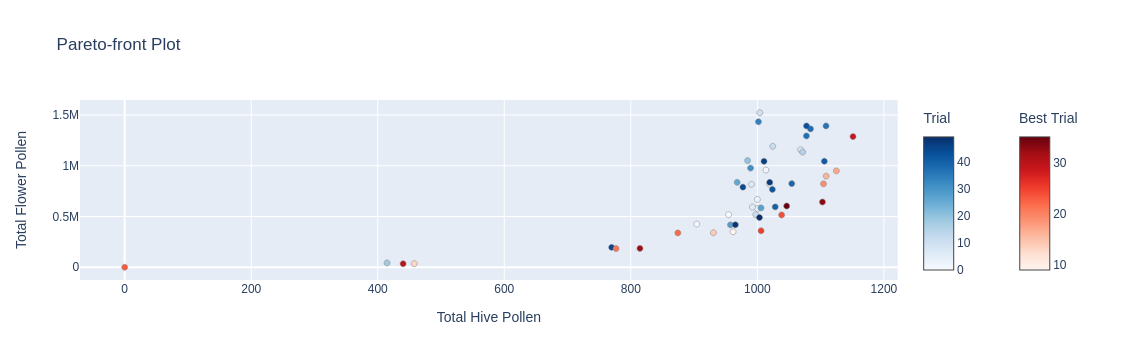 Pareto-front Plot
Total Flower Pollen
1.5M
1M
0.5M
0
0 200 400 600 800 1000 1200
Total Hive Pollen
Trial
40
30
20
10
0
Best Trial
30
20
10